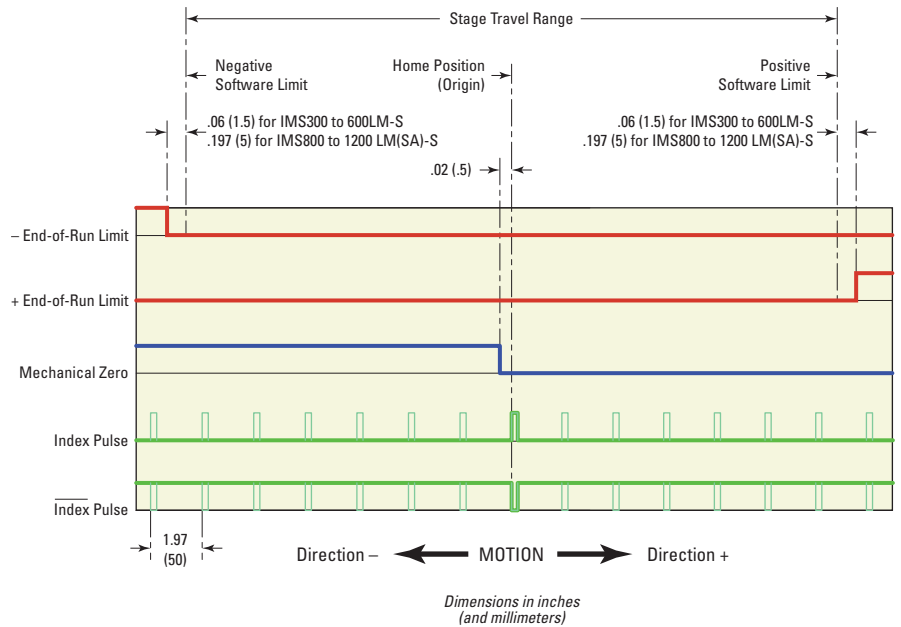 Stage Travel Range
Negative
Software Limit
Home Position
(Origin)
Positive
Software Limit
.06 (1.5) for IMS300 to 600LM-S
.197 (5) for IMS800 to 1200 LM(SA)-S
.06 (1.5) for IMS300 to 600LM-S
.197 (5) for IMS800 to 1200 LM(SA)-S
.02 (.5)
– End-of-Run Limit
+ End-of-Run Limit
Mechanical Zero
Index Pulse
Index Pulse
1.97
(50)
Direction –
MOTION
Direction +
Dimensions in inches
(and millimeters)